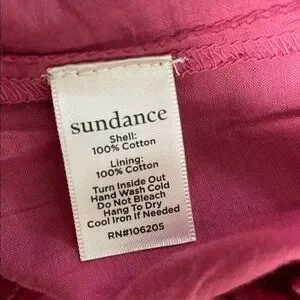 sundance
Shell:
100% Cotton
Lining:
100% Cotton
Turn Inside Out
Hand Wash Cold
Do Not Bleach
Hang To Dry
Cool Iron If Needed
RN#106205